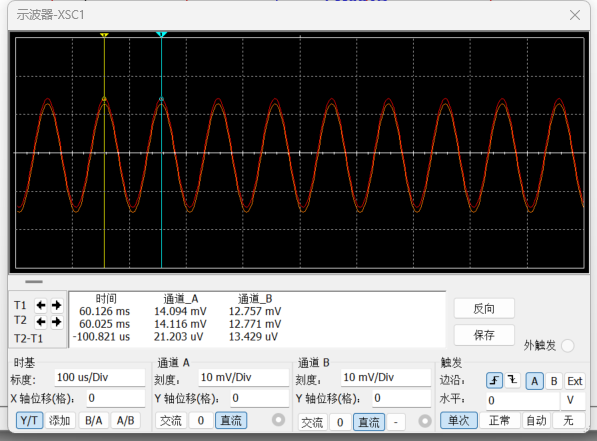 示波器-XSC1
时间 通道_A 通道_B
T1 60.126 ms 14.094 mV 12.757 mV
T2 60.025 ms 14.116 mV 12.771 mV
T2-T1 -100.821 us 21.203 uV 13.429 uV
反向
保存
外触发
时基 通道 A 通道 B 触发
标度: 100 us/Div 刻度: 10 mV/Div 刻度: 10 mV/Div 边沿: A B Ext
X 轴位移(格): 0 Y 轴位移(格): 0 Y 轴位移(格): 0 水平: 0 V
Y/T 添加 B/A A/B 交流 0 直流 交流 0 直流 - 单次 正常 自动 无